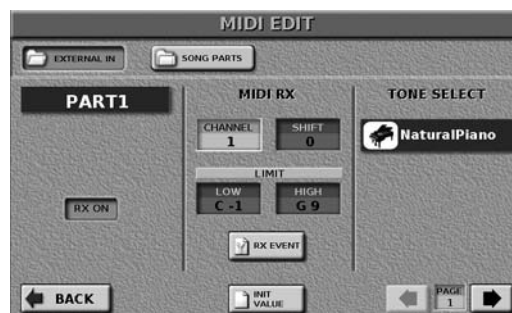 MIDI EDIT
EXTERNAL IN
SONG PARTS
PART1
MIDI RX
TONE SELECT
CHANNEL
1
SHIFT
0
NaturalPiano
LIMIT
LOW
C -1
HIGH
G 9
RX ON
RX EVENT
BACK
INIT
VALUE
PAGE
1